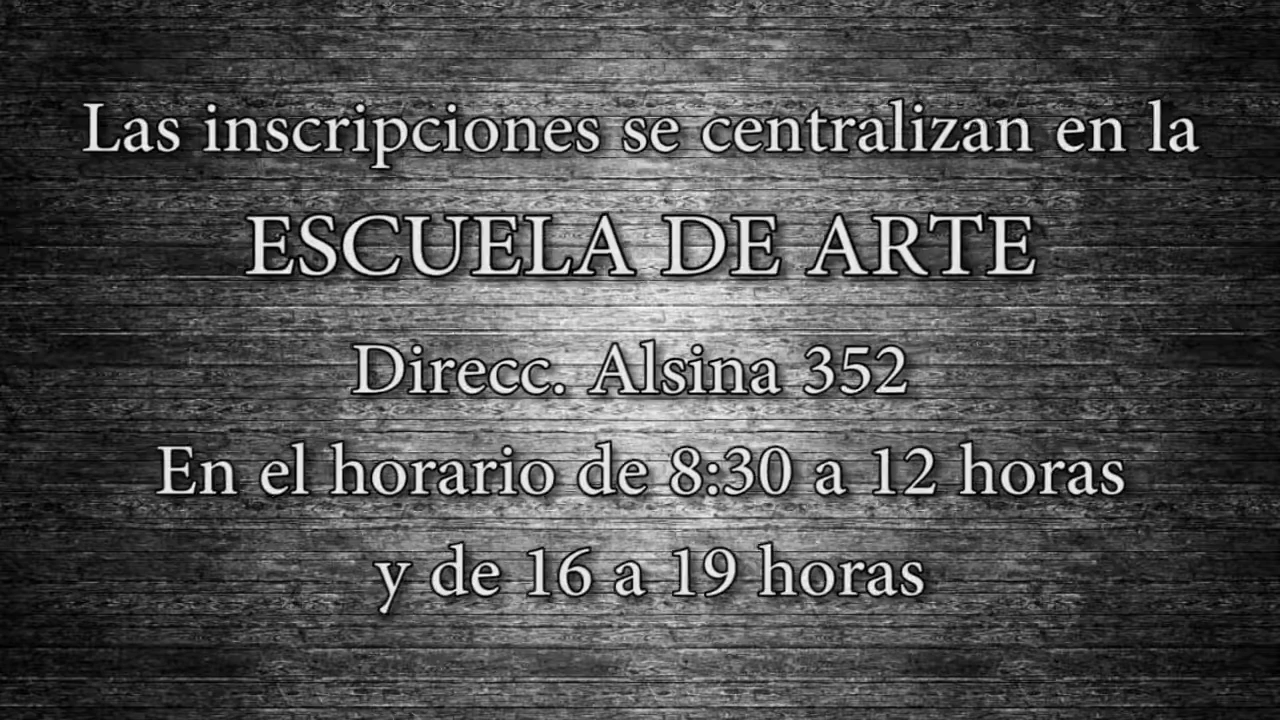 Las inscripciones se centralizan en la
ESCUELA DE ARTE
Direcc. Alsina 352
En el horario de 8:30 a 12 horas
y de 16 a 19 horas